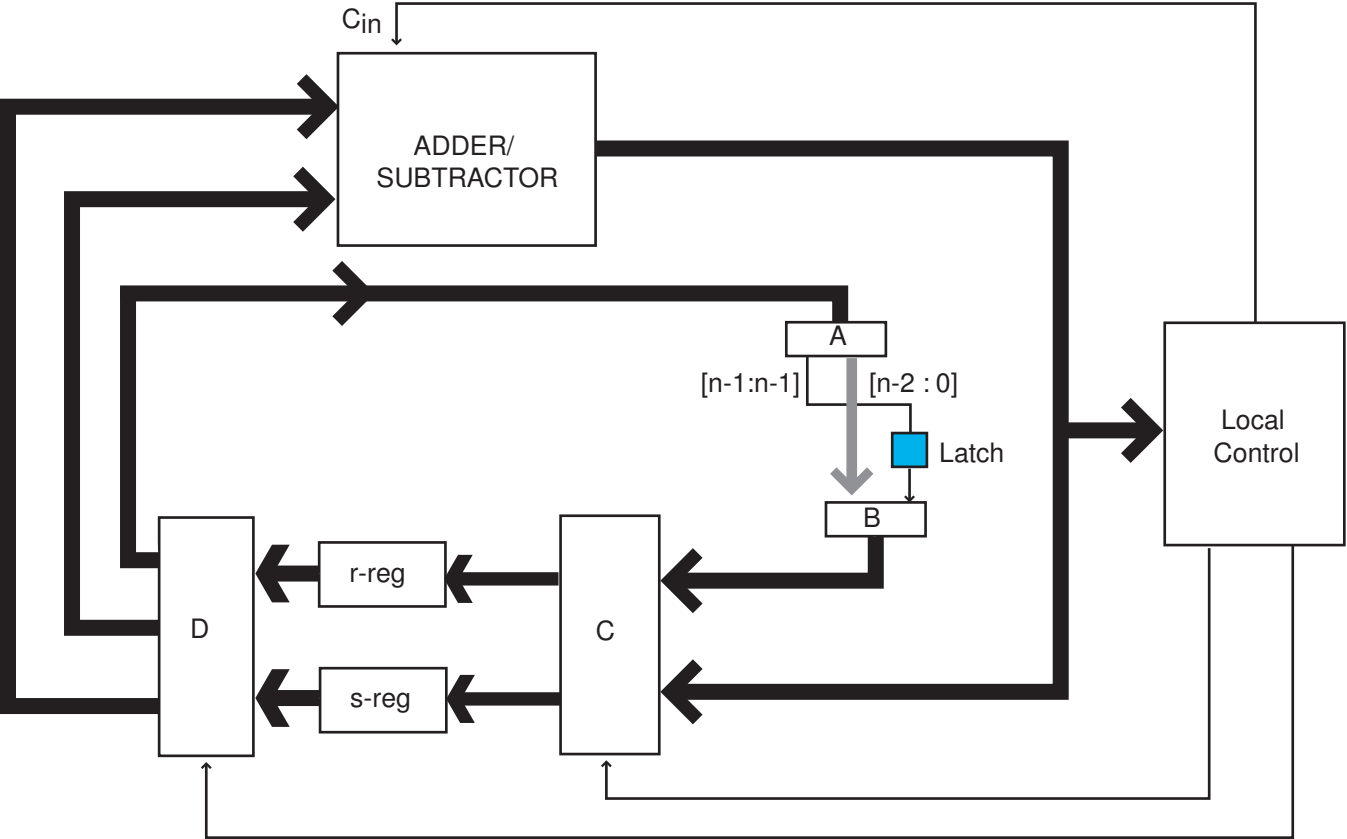 Cin
ADDER/
SUBTRACTOR
A
[n-1:n-1]
[n-2 : 0]
Local
Control
Latch
B
r-reg
D
C
s-reg